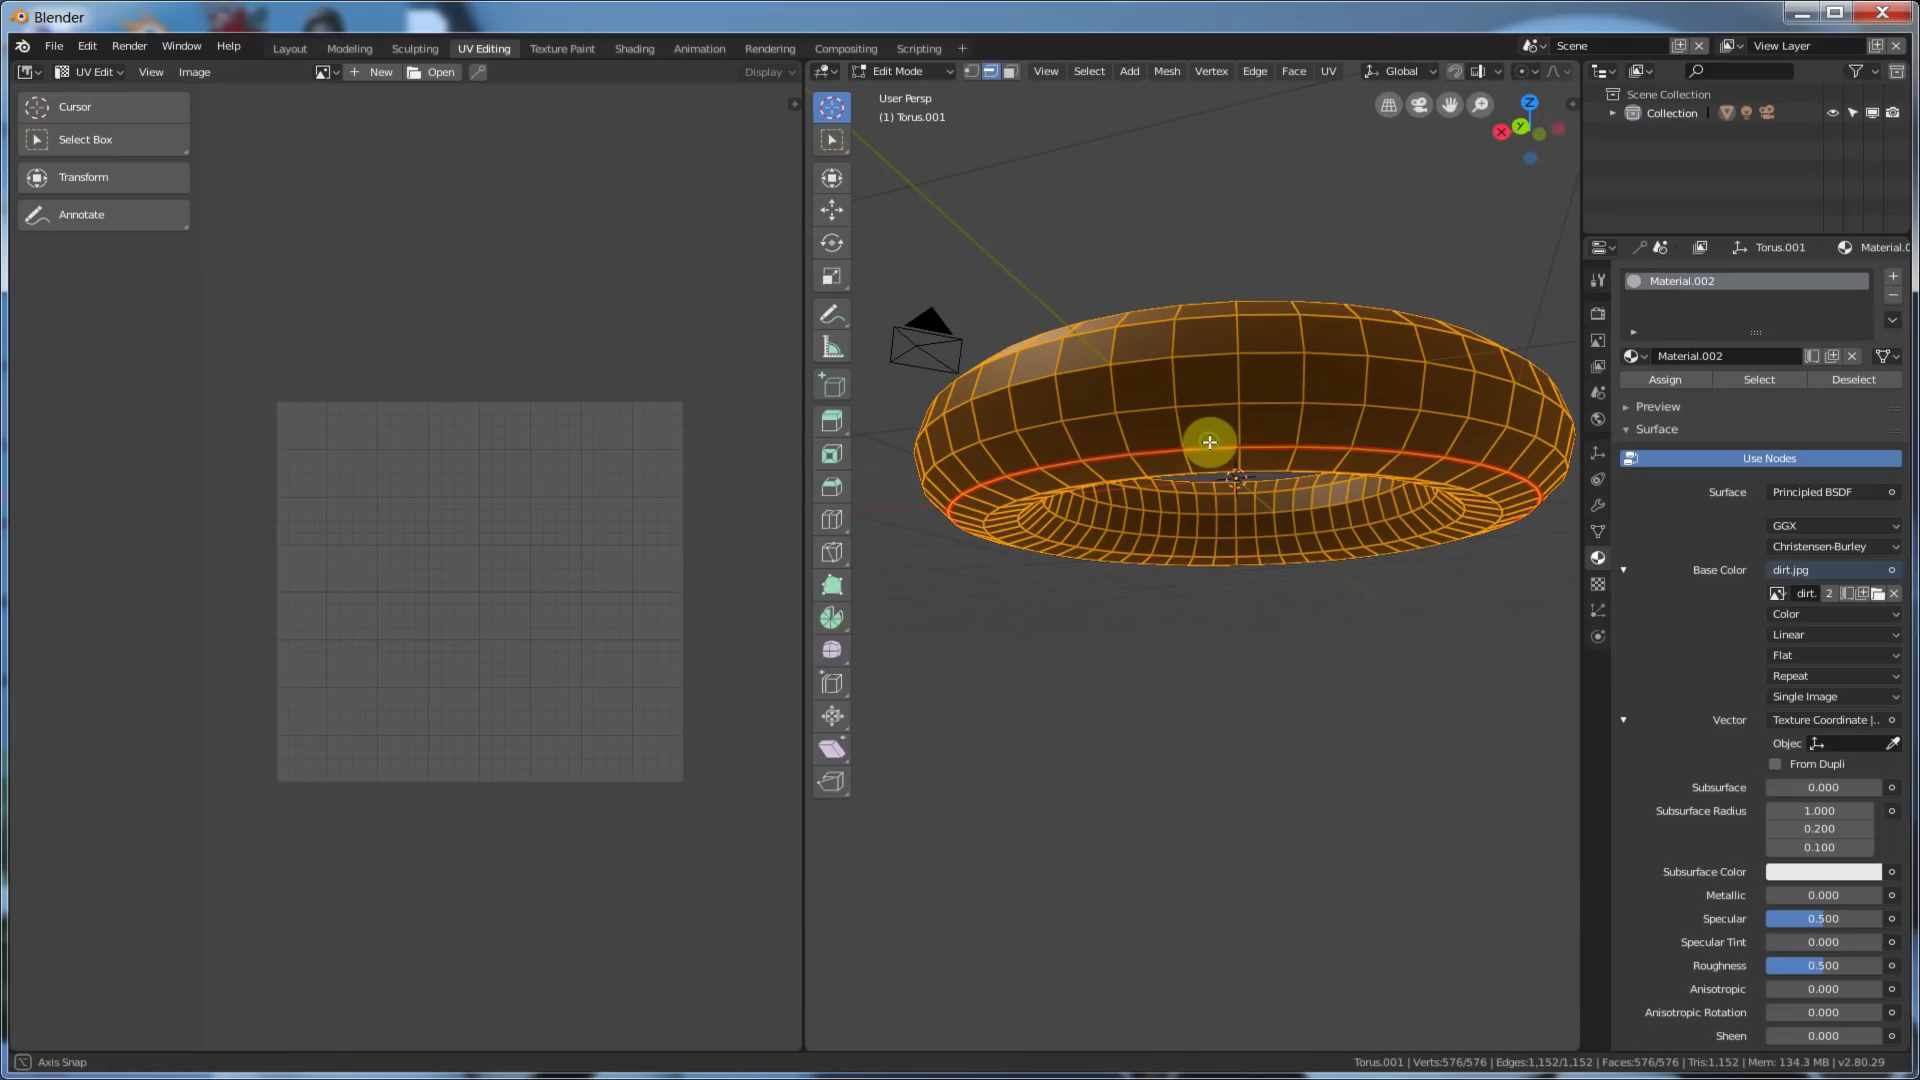 Blender
File Edit Render Window Help
Layout Modeling Sculpting UV Editing Texture Paint Shading Animation Rendering Compositing Scripting +
Scene
View Layer
UV Edit View Image
New Open
Display
Edit Mode View Select Add Mesh Vertex Edge Face UV
Global
Cursor
Select Box
Transform
Annotate
User Persp
(1) Torus.001
Z
Y
X
Scene Collection
Collection
Torus.001 Material.0
Material.002
Material.002
Assign Select Deselect
Preview
Surface
Use Nodes
Surface Principled BSDF
GGX
Christensen-Burley
Base Color dirt.jpg
dirt. 2
Color
Linear
Flat
Repeat
Single Image
Vector Texture Coordinate |..
Objec
From Dupli
Subsurface 0.000
Subsurface Radius 1.000
0.200
0.100
Subsurface Color
Metallic 0.000
Specular 0.500
Specular Tint 0.000
Roughness 0.500
Anisotropic 0.000
Anisotropic Rotation 0.000
Sheen 0.000
Axis Snap
Torus.001 | Verts:576/576 | Edges:1,152/1,152 | Faces:576/576 | Tris:1,152 | Mem: 134.3 MB | v2.80.29